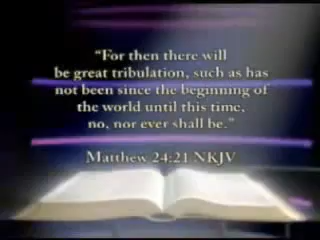 “For then there will
be great tribulation, such as has
not been since the beginning of
the world until this time,
no, nor ever shall be.”
Matthew 24:21 NKJV